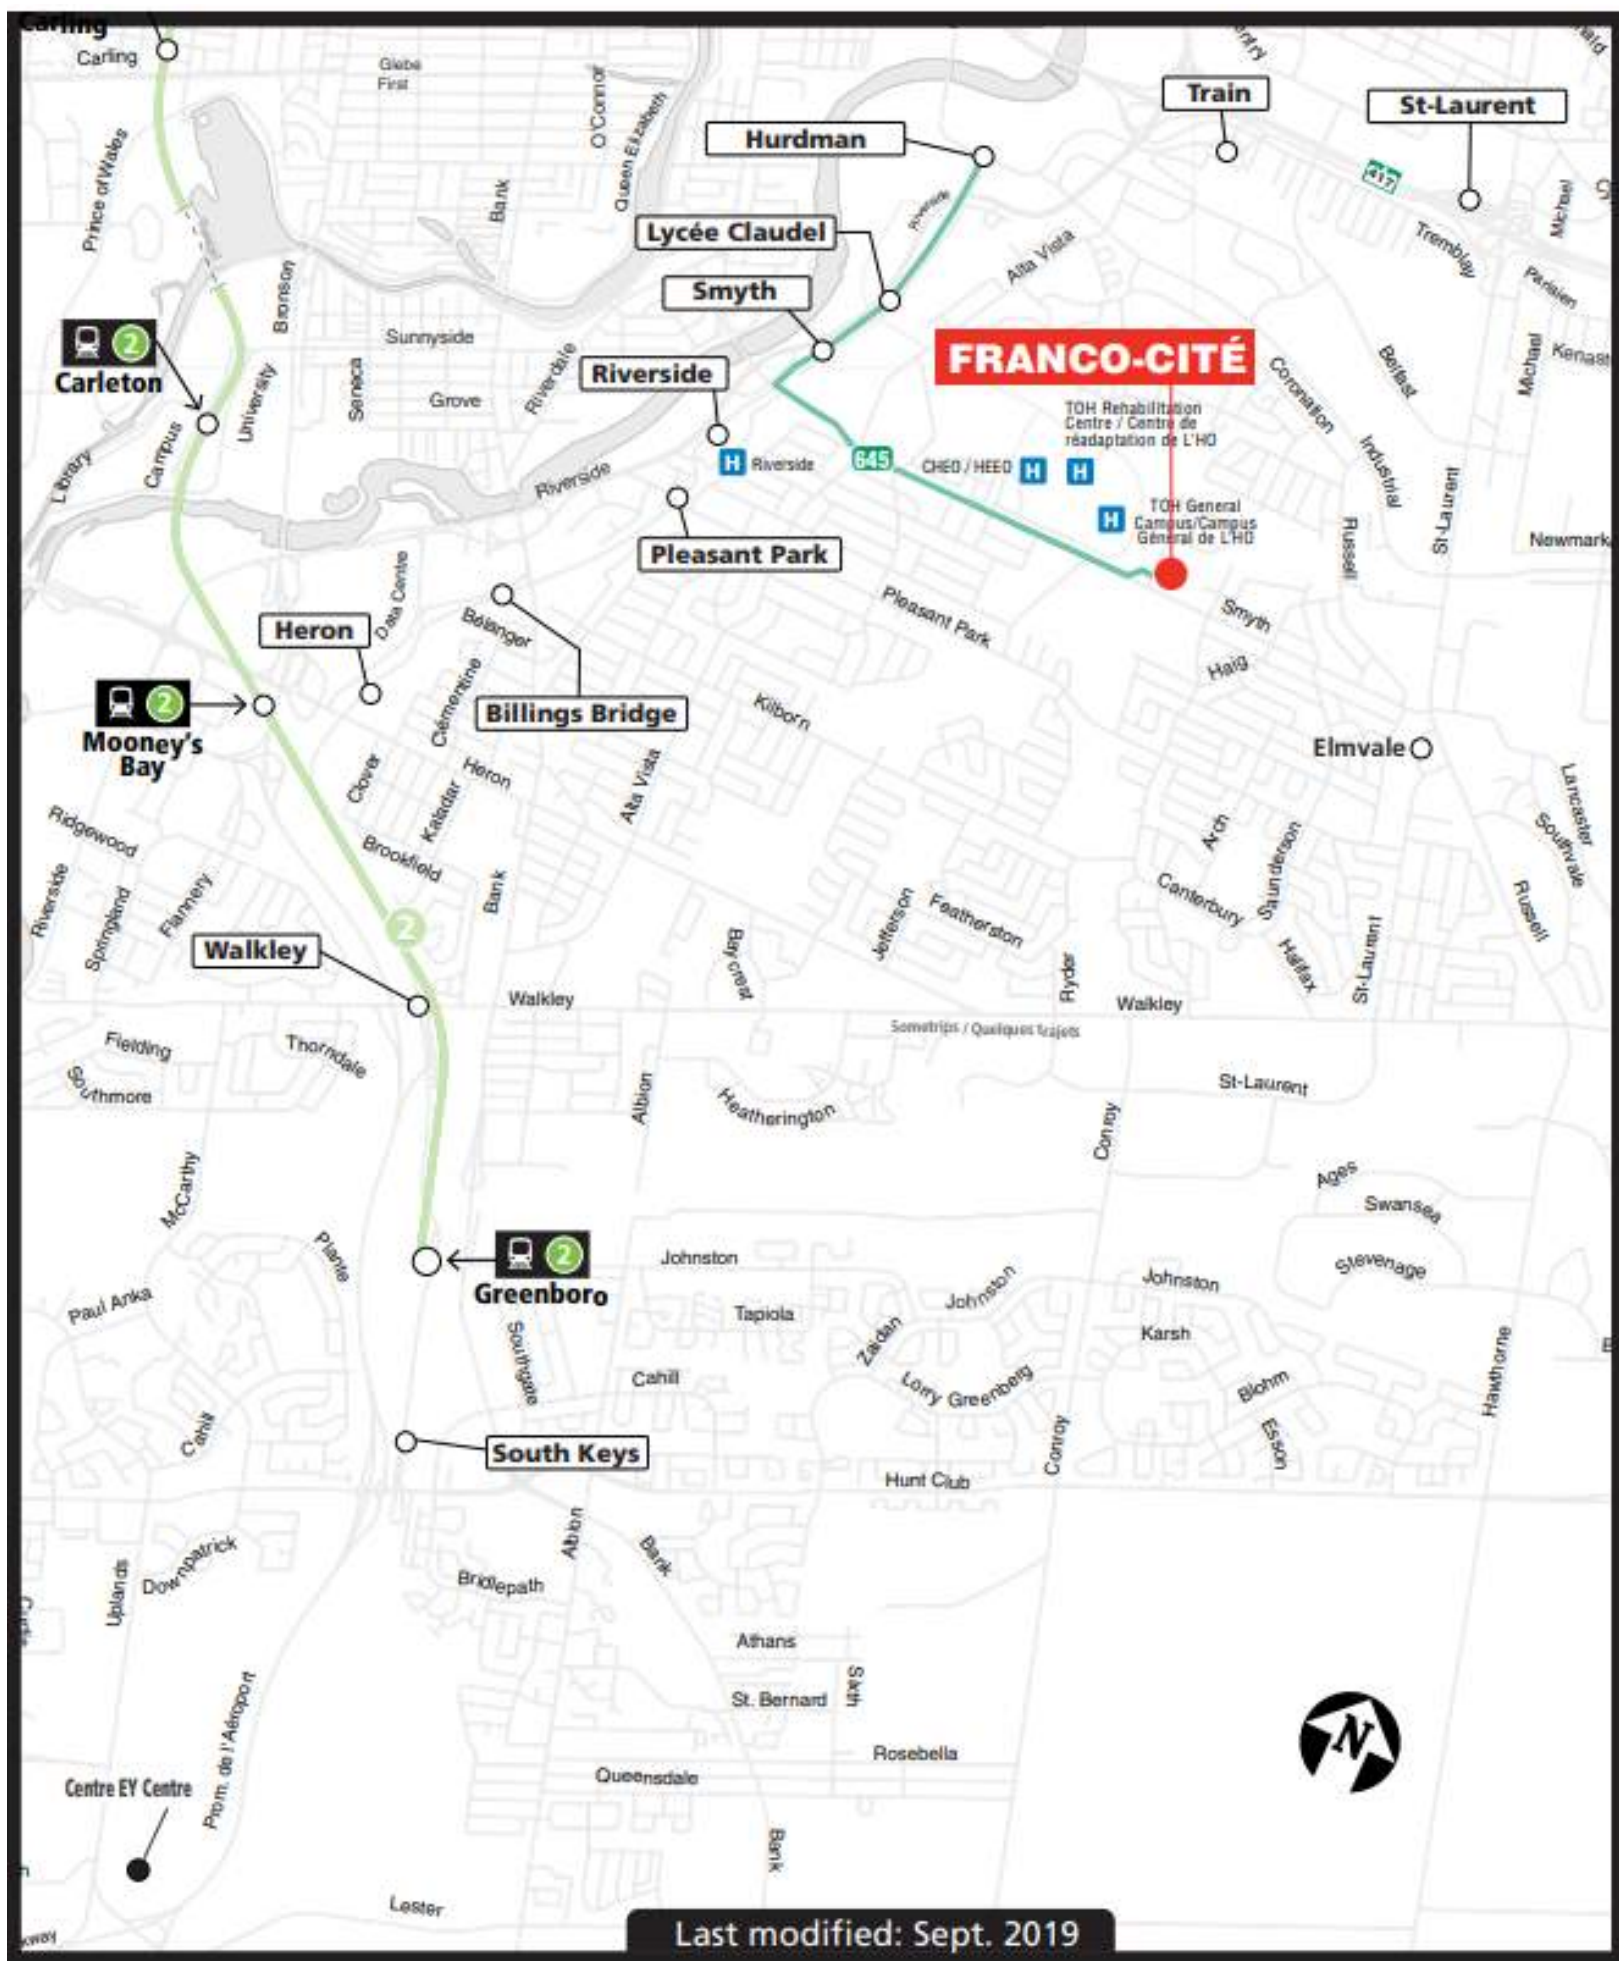 Carling
Carling
Glebe
First
O'Connor
Queen Elizabeth
Train
St-Laurent
Hurdman
417
Prince of Wales
Bank
Riverside
Michael
Lycée Claudel
Tremblay
Alta Vista
Smyth
Parisien
Bronson
2
Carleton
Sunnyside
Riverside
FRANCO-CITÉ
Michael
Belfast
Coronation
University
Seneca
Grove
Riverdale
TOH Rehabilitation
Centre / Centre de
réadaptation de L'HO
Campus
Library
H Riverside
645
CHEO / HEEO H
H
Industrial
St-Laurent
Riverside
H
TOH General
Campus/Campus
Général de L'HO
Russell
Pleasant Park
Data Centre
Pleasant Park
Smyth
Heron
Bélanger
Haig
2
Mooney's
Bay
Clémentine
Billings Bridge
Kilborn
Elmvale
Clover
Heron
Kaladar
Alta Vista
Lancaster
Southvale
Ridgewood
Brookfield
Arch
Saunderson
Riverside
Springland
Flannery
Bank
Jefferson
Featherston
Canterbury
Russell
2
Walkley
Baycrest
Ryder
Halifax
St-Laurent
Walkley
Walkley
Sometrips / Quelques trajets
Fielding
Thorndale
Southmore
Albion
Heatherington
St-Laurent
Conroy
McCarthy
Ages
Swansea
Plante
2
Greenboro
Johnston
Johnston
Johnston
Stevenage
Paul Anka
Tapiola
Zaidan
Karsh
Southgate
Hawthorne
Cahill
Lorry Greenberg
Blohm
Cahill
South Keys
Conroy
Esson
Hunt Club
Albion
Bank
Downpatrick
Uplands
Bridlepath
Athans
Sixth
St. Bernard
Prom. de l'Aéroport
N
Rosebella
Queensdale
Centre EY Centre
Bank
Lester
Last modified: Sept. 2019